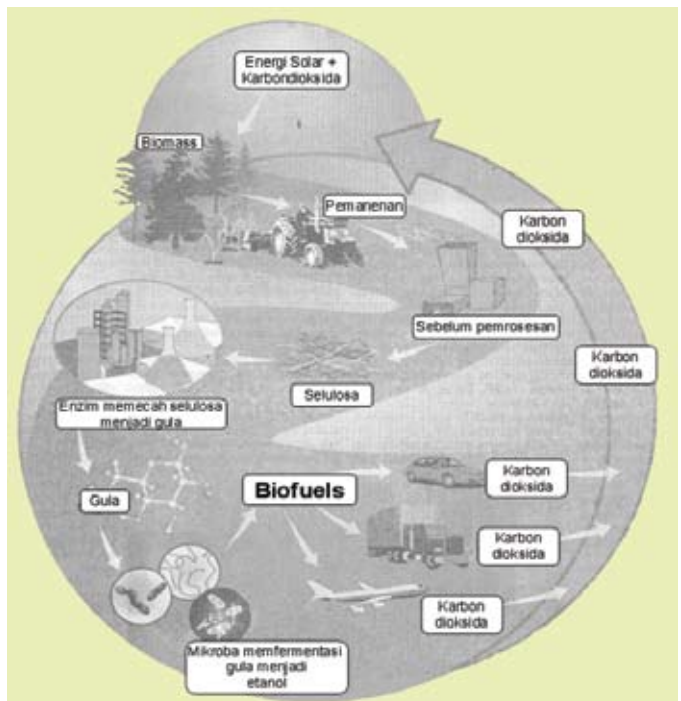 Energi Solar +
Karbondioksida
Biomass
Pemanenan
Karbon
dioksida
Sebelum pemrosesan
Karbon
dioksida
Selulosa
Enzim memecah selulosa
menjadi gula
Gula
Biofuels
Karbon
dioksida
Karbon
dioksida
Karbon
dioksida
Mikroba memfermentasi
gula menjadi
etanol